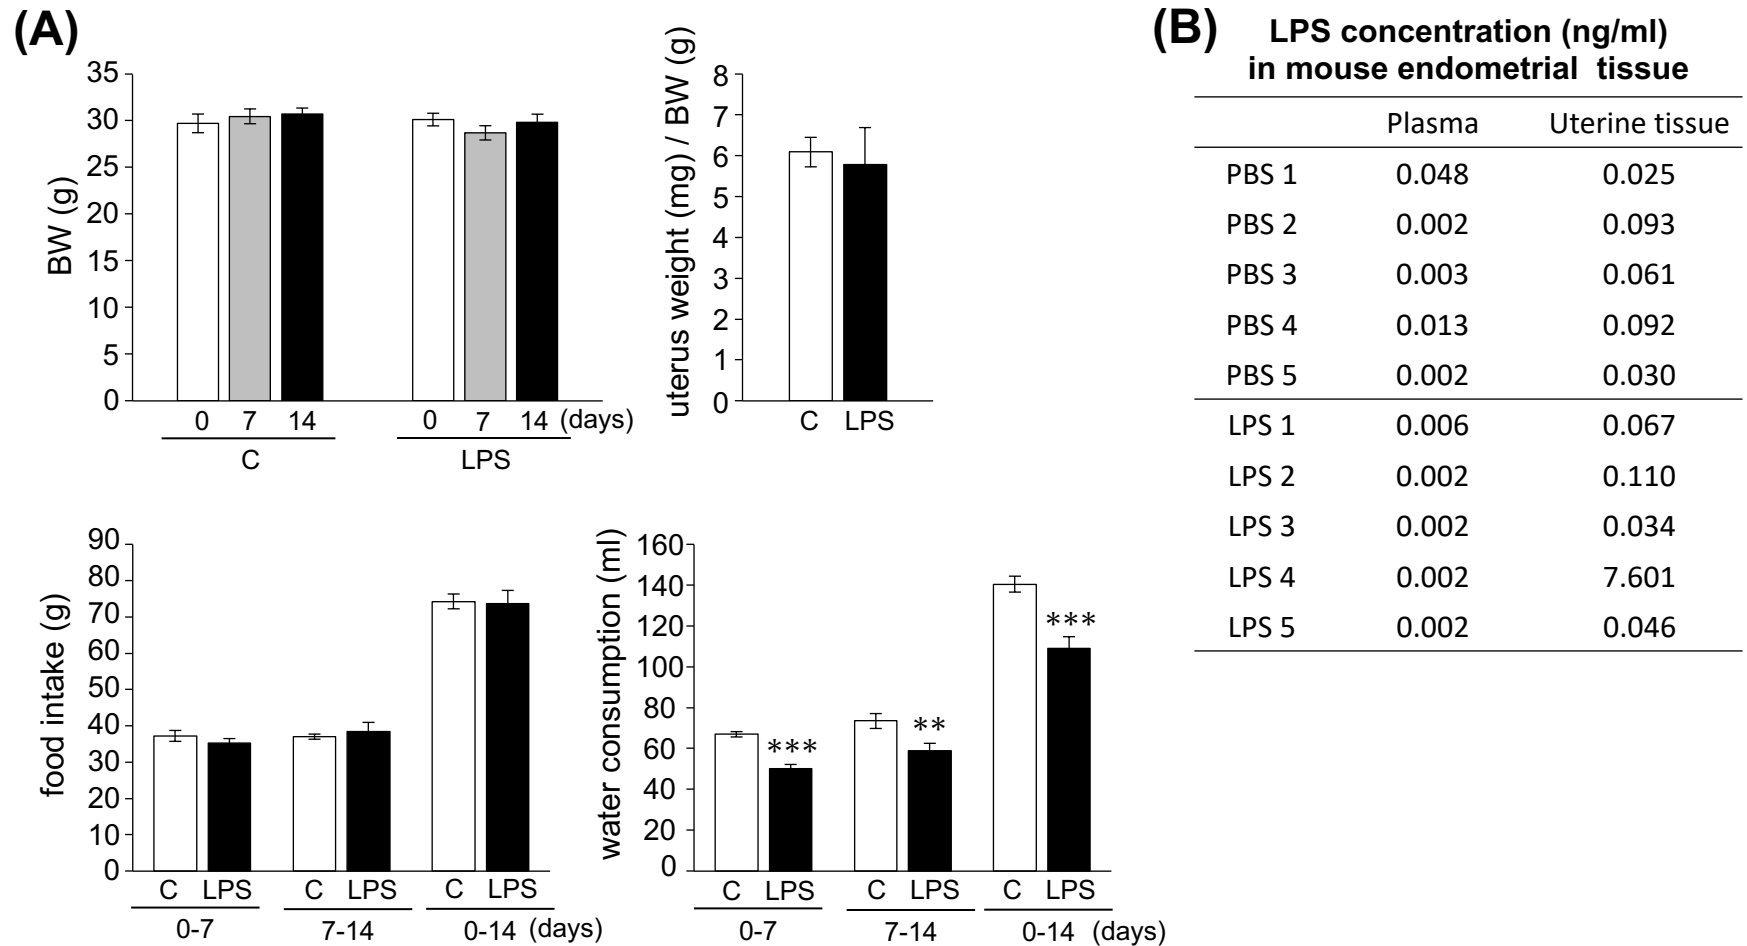 (A)
35
30
25
20
15
10
5
0
BW (g)
0 7 14 0 7 14 (days)
C LPS
8
7
6
5
4
3
2
1
0
uterus weight (mg) / BW (g)
C LPS
90
80
70
60
50
40
30
20
10
0
food intake (g)
C LPS C LPS C LPS
0-7 7-14 0-14 (days)
160
140
120
100
80
60
40
20
0
water consumption (ml)
***
**
***
C LPS C LPS C LPS
0-7 7-14 0-14 (days)
(B)
LPS concentration (ng/ml)
in mouse endometrial tissue
Plasma Uterine tissue
PBS 1 0.048 0.025
PBS 2 0.002 0.093
PBS 3 0.003 0.061
PBS 4 0.013 0.092
PBS 5 0.002 0.030
LPS 1 0.006 0.067
LPS 2 0.002 0.110
LPS 3 0.002 0.034
LPS 4 0.002 7.601
LPS 5 0.002 0.046